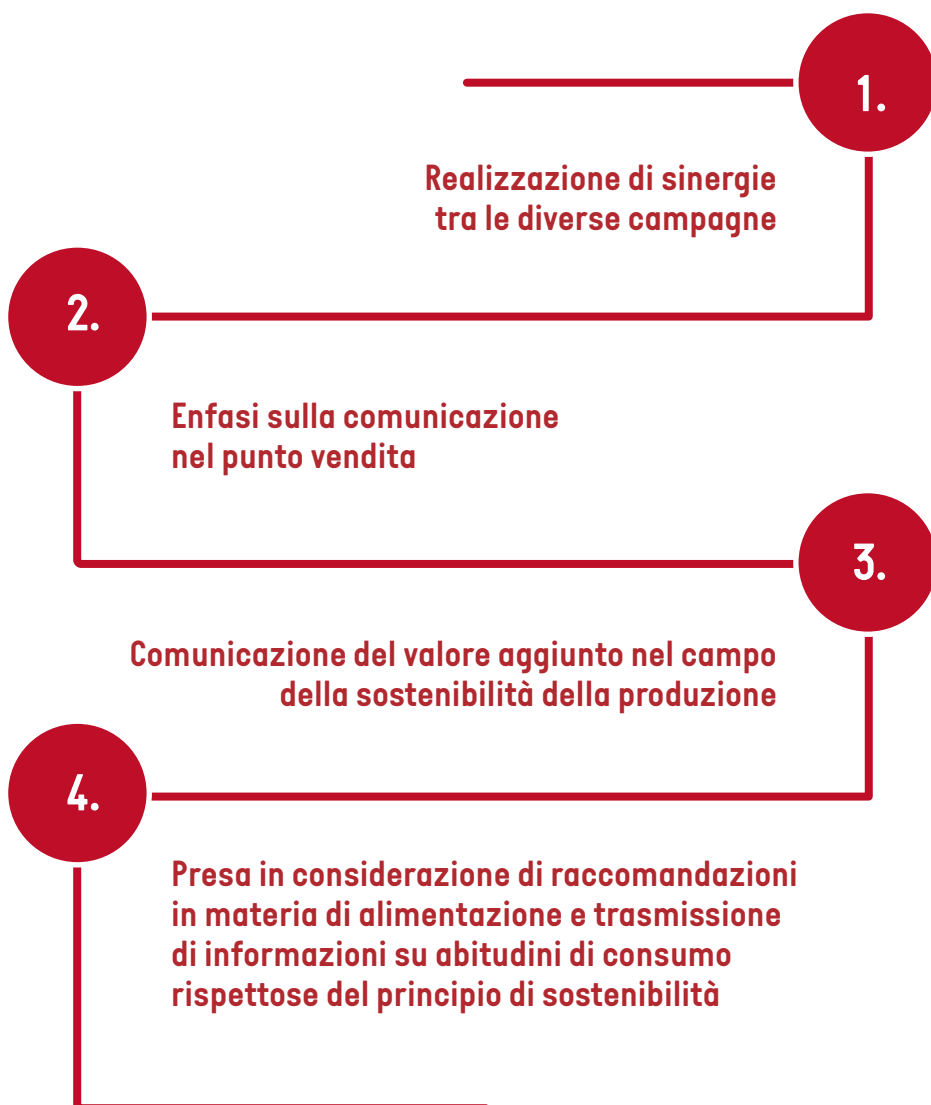 1.
Realizzazione di sinergie
tra le diverse campagne
2.
Enfasi sulla comunicazione
nel punto vendita
3.
Comunicazione del valore aggiunto nel campo
della sostenibilità della produzione
4.
Presa in considerazione di raccomandazioni
in materia di alimentazione e trasmissione
di informazioni su abitudini di consumo
rispettose del principio di sostenibilità